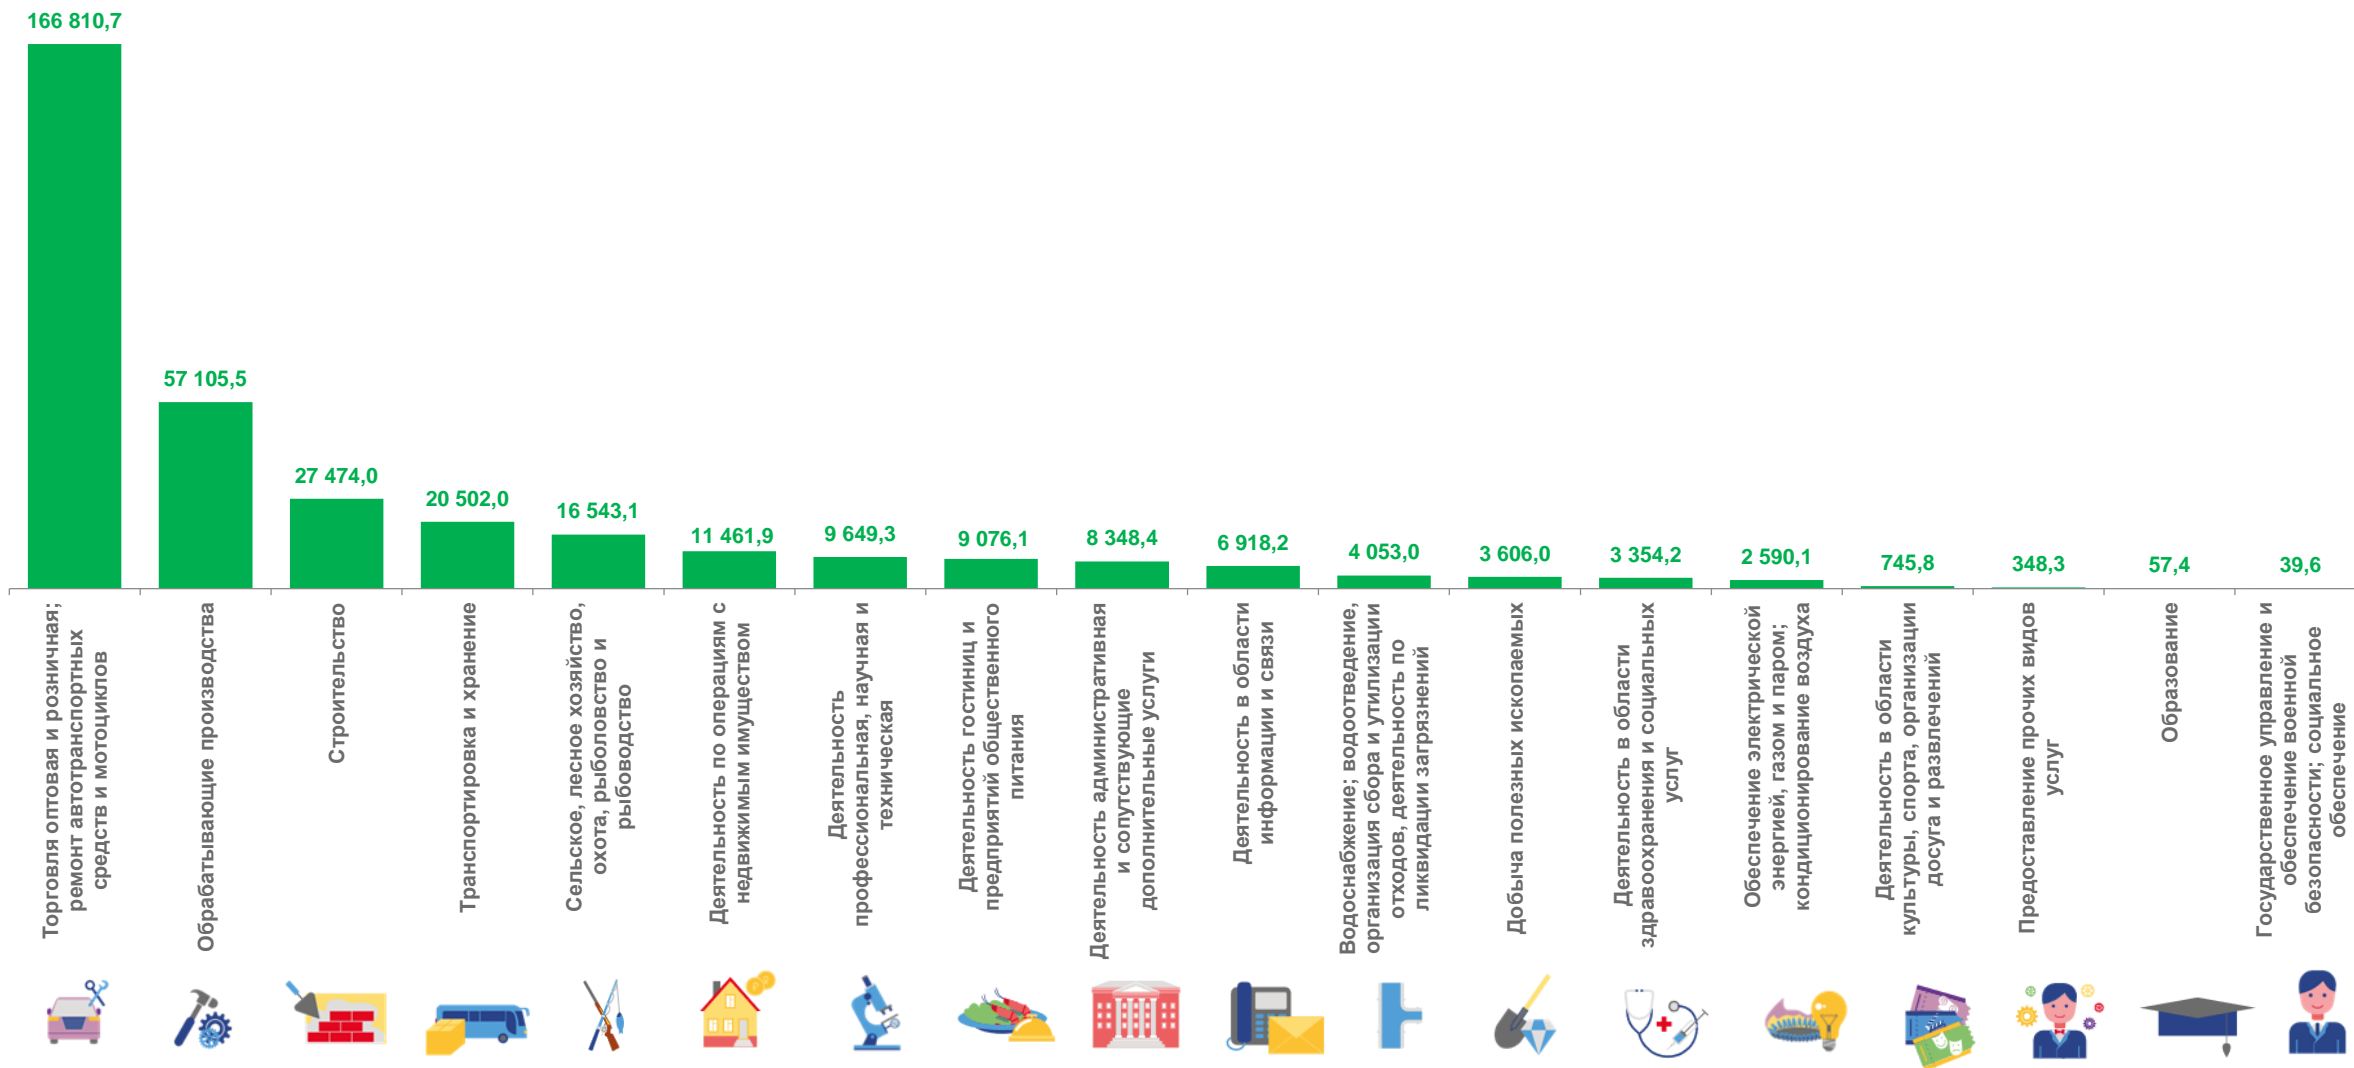 166 810,7
57 105,5
27 474,0
20 502,0
16 543,1
11 461,9
9 649,3
9 076,1
8 348,4
6 918,2
4 053,0
3 606,0
3 354,2
2 590,1
745,8
348,3
57,4
39,6
Торговля оптовая и розничная;
ремонт автотранспортных
средств и мотоциклов
Обрабатывающие производства
Строительство
Транспортировка и хранение
Сельское, лесное хозяйство,
охота, рыболовство и
рыбоводство
Деятельность по операциям с
недвижимым имуществом
Деятельность
профессиональная, научная и
техническая
Деятельность гостиниц и
предприятий общественного
питания
Деятельность административная
и сопутствующие
дополнительные услуги
Деятельность в области
информации и связи
Водоснабжение; водоотведение,
организация сбора и утилизации
отходов, деятельность по
ликвидации загрязнений
Добыча полезных ископаемых
Деятельность в области
здравоохранения и социальных
услуг
Обеспечение электрической
энергией, газом и паром;
кондиционирование воздуха
Деятельность в области
культуры, спорта, организации
досуга и развлечений
Предоставление прочих видов
услуг
Образование
Государственное управление и
обеспечение военной
безопасности; социальное
обеспечение